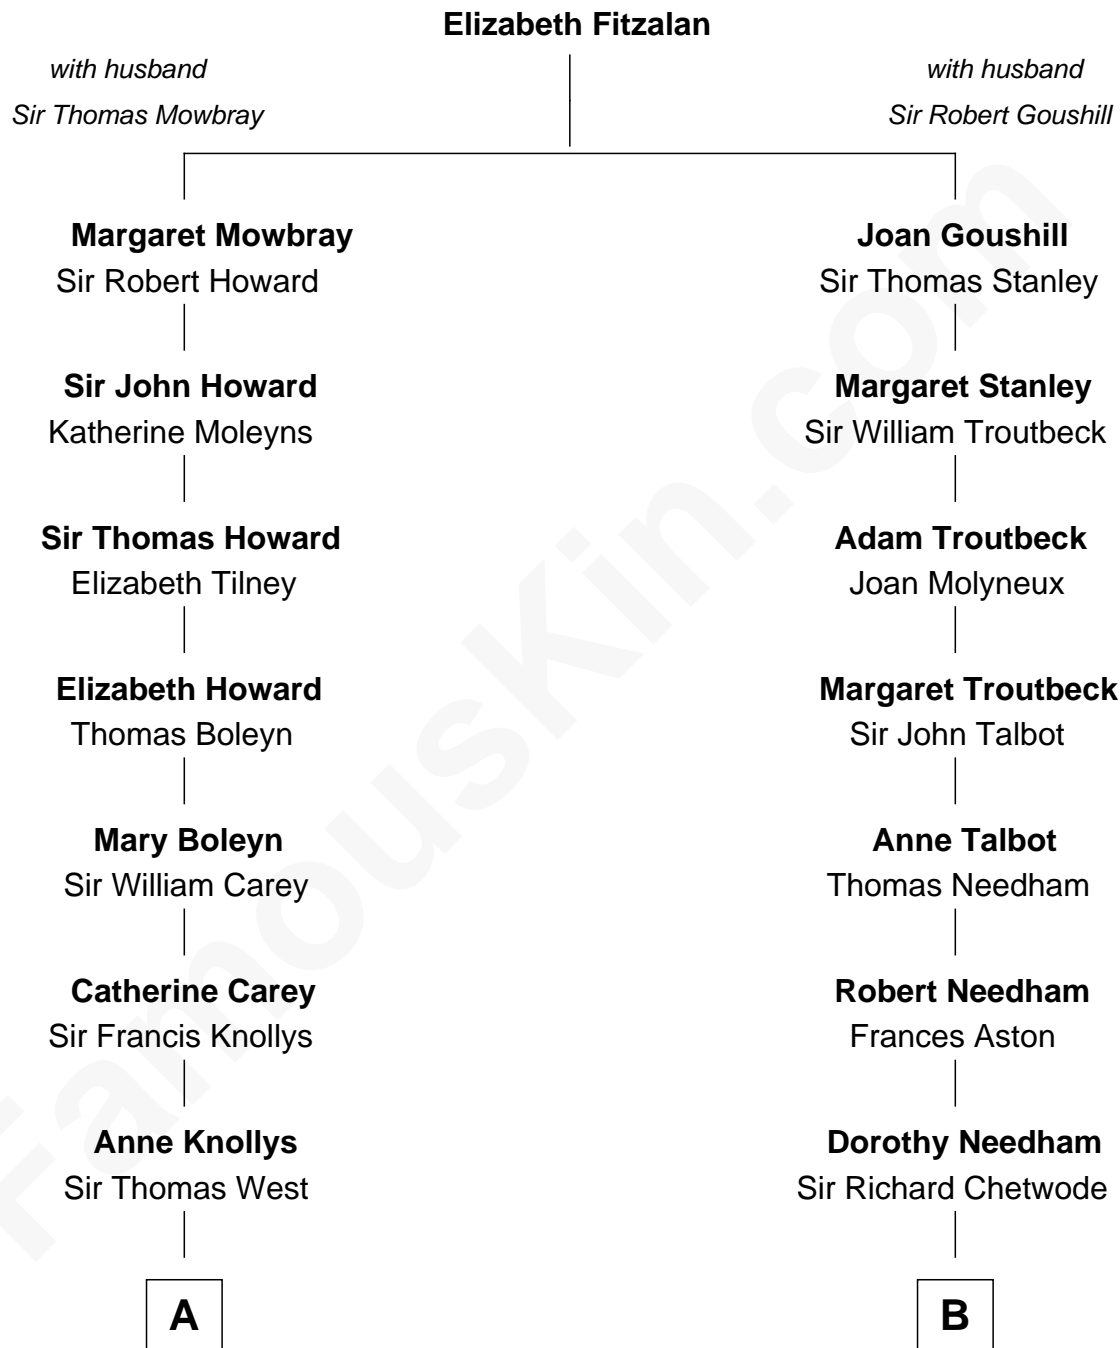 Elizabeth Fitzalan
with husband
Sir Thomas Mowbray
with husband
Sir Robert Goushill
Margaret Mowbray
Sir Robert Howard
Sir John Howard
Katherine Moleyns
Sir Thomas Howard
Elizabeth Tilney
Elizabeth Howard
Thomas Boleyn
Mary Boleyn
Sir William Carey
Catherine Carey
Sir Francis Knollys
Anne Knollys
Sir Thomas West
A
Joan Goushill
Sir Thomas Stanley
Margaret Stanley
Sir William Troutbeck
Adam Troutbeck
Joan Molyneux
Margaret Troutbeck
Sir John Talbot
Anne Talbot
Thomas Needham
Robert Needham
Frances Aston
Dorothy Needham
Sir Richard Chetwode
B
FamousKin.com